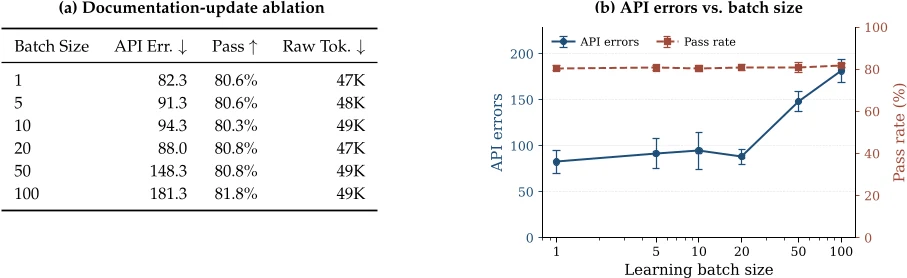 (a) Documentation-update ablation
Batch Size API Err. ↓ Pass ↑ Raw Tok. ↓
1 82.3 80.6% 47K
5 91.3 80.6% 48K
10 94.3 80.3% 49K
20 88.0 80.8% 47K
50 148.3 80.8% 49K
100 181.3 81.8% 49K
(b) API errors vs. batch size
API errors Pass rate
API errors
200
150
100
50
0
100
80
60
40
20
0
Pass rate (%)
1 5 10 20 50 100
Learning batch size